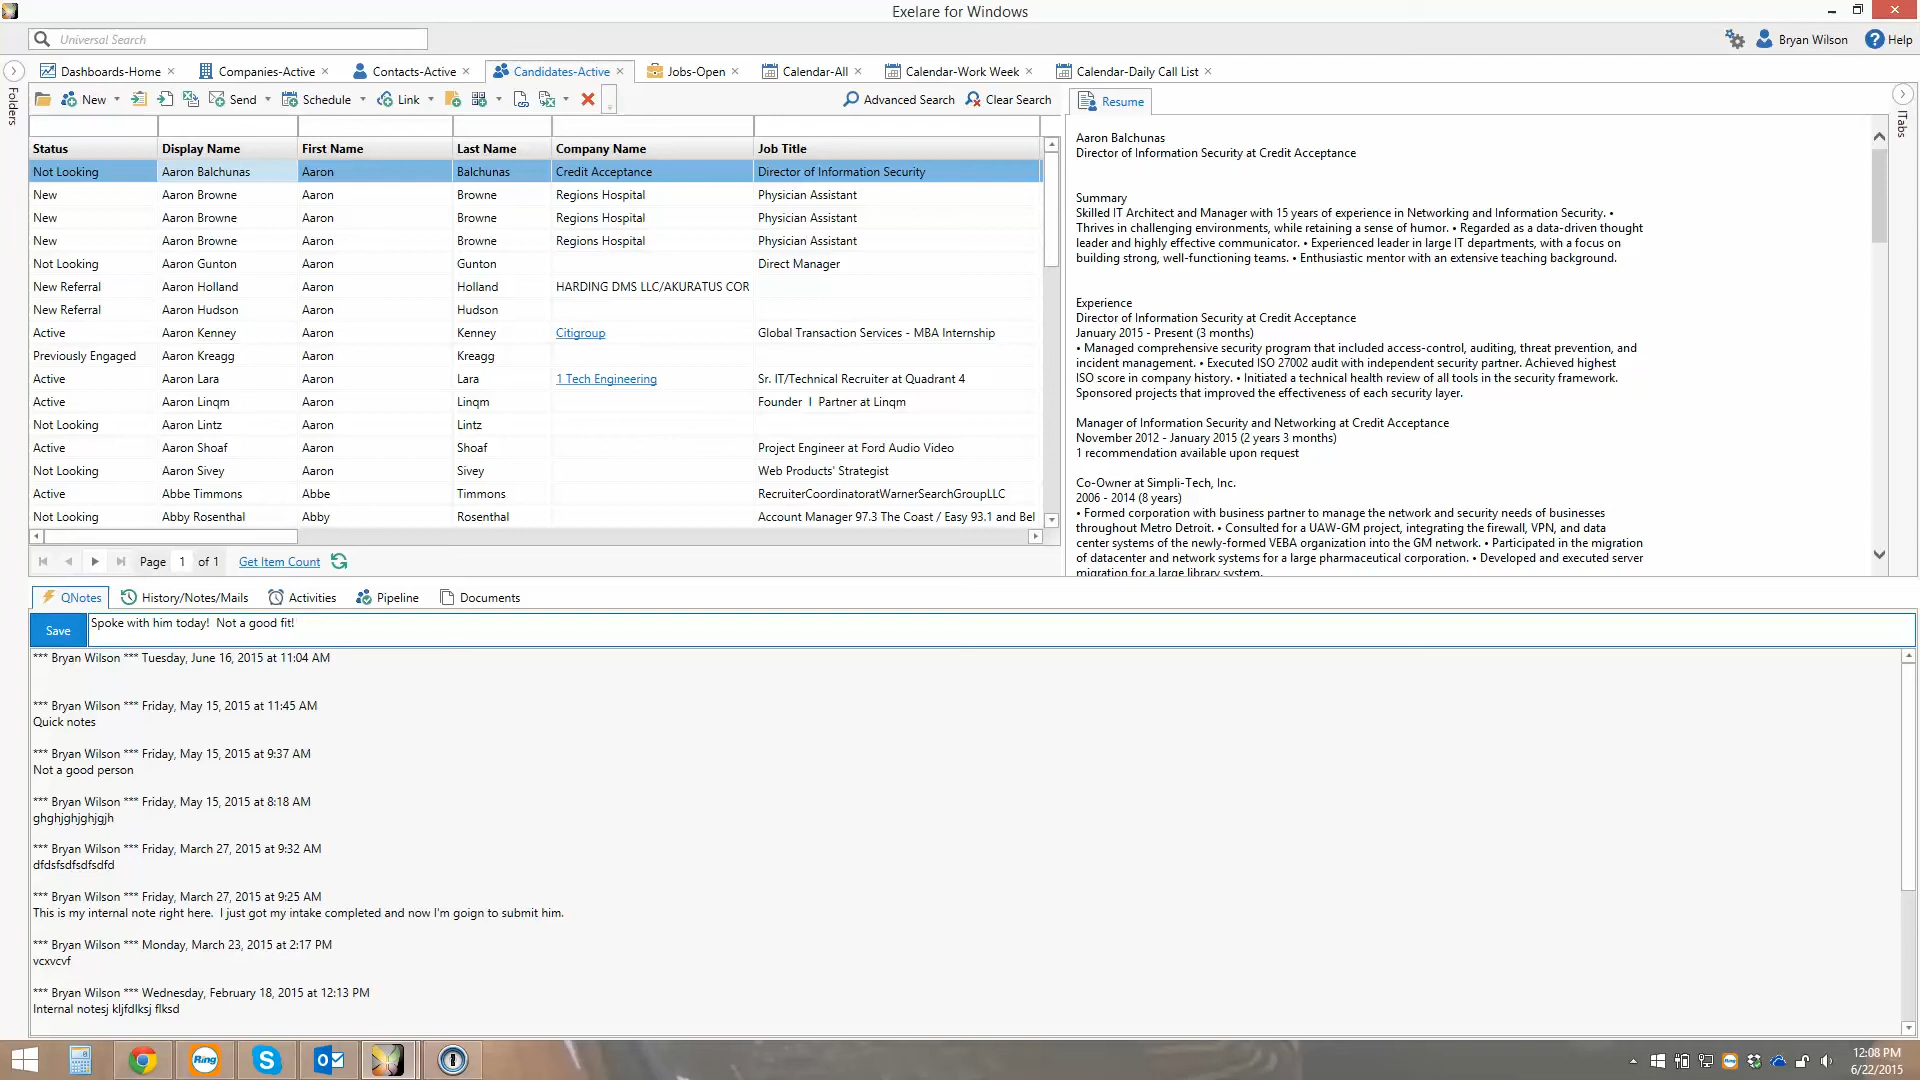 Exelare for Windows
Universal Search
Bryan Wilson
Help
Dashboards-Home
Companies-Active
Contacts-Active
Candidates-Active
Jobs-Open
Calendar-All
Calendar-Work Week
Calendar-Daily Call List
Folders
New
Send
Schedule
Link
Advanced Search
Clear Search
Status Display Name First Name Last Name Company Name Job Title
Not Looking Aaron Balchunas Aaron Balchunas Credit Acceptance Director of Information Security
New Aaron Browne Aaron Browne Regions Hospital Physician Assistant
New Aaron Browne Aaron Browne Regions Hospital Physician Assistant
New Aaron Browne Aaron Browne Regions Hospital Physician Assistant
Not Looking Aaron Gunton Aaron Gunton Direct Manager
New Referral Aaron Holland Aaron Holland HARDING DMS LLC/AKURATUS COR
New Referral Aaron Hudson Aaron Hudson
Active Aaron Kenney Aaron Kenney Citigroup Global Transaction Services - MBA Internship
Previously Engaged Aaron Kreagg Aaron Kreagg
Active Aaron Lara Aaron Lara 1 Tech Engineering Sr. IT/Technical Recruiter at Quadrant 4
Active Aaron Linqm Aaron Linqm Founder I Partner at Linqm
Not Looking Aaron Lintz Aaron Lintz
Active Aaron Shoaf Aaron Shoaf Project Engineer at Ford Audio Video
Not Looking Aaron Sivey Aaron Sivey Web Products' Strategist
Active Abbe Timmons Abbe Timmons RecruiterCoordinatoratWarnerSearchGroupLLC
Not Looking Abby Rosenthal Abby Rosenthal Account Manager 97.3 The Coast / Easy 93.1 and Bel
Page 1 of 1 Get Item Count
Resume
ITabs
Aaron Balchunas
Director of Information Security at Credit Acceptance
Summary
Skilled IT Architect and Manager with 15 years of experience in Networking and Information Security. •
Thrives in challenging environments, while retaining a sense of humor. • Regarded as a data-driven thought
leader and highly effective communicator. • Experienced leader in large IT departments, with a focus on
building strong, well-functioning teams. • Enthusiastic mentor with an extensive teaching background.
Experience
Director of Information Security at Credit Acceptance
January 2015 - Present (3 months)
• Managed comprehensive security program that included access-control, auditing, threat prevention, and
incident management. • Executed ISO 27002 audit with independent security partner. Achieved highest
ISO score in company history. • Initiated a technical health review of all tools in the security framework.
Sponsored projects that improved the effectiveness of each security layer.
Manager of Information Security and Networking at Credit Acceptance
November 2012 - January 2015 (2 years 3 months)
1 recommendation available upon request
Co-Owner at Simpli-Tech, Inc.
2006 - 2014 (8 years)
• Formed corporation with business partner to manage the network and security needs of businesses
throughout Metro Detroit. • Consulted for a UAW-GM project, integrating the firewall, VPN, and data
center systems of the newly-formed VEBA organization into the GM network. • Participated in the migration
of datacenter and network systems for a large pharmaceutical corporation. • Developed and executed server
migration for a large library system.
QNotes
History/Notes/Mails
Activities
Pipeline
Documents
Save
Spoke with him today!  Not a good fit!
*** Bryan Wilson *** Tuesday, June 16, 2015 at 11:04 AM
*** Bryan Wilson *** Friday, May 15, 2015 at 11:45 AM
Quick notes
*** Bryan Wilson *** Friday, May 15, 2015 at 9:37 AM
Not a good person
*** Bryan Wilson *** Friday, May 15, 2015 at 8:18 AM
ghghjghjghjgjh
*** Bryan Wilson *** Friday, March 27, 2015 at 9:32 AM
dfdsfsdfsdfsdfd
*** Bryan Wilson *** Friday, March 27, 2015 at 9:25 AM
This is my internal note right here.  I just got my intake completed and now I'm goign to submit him.
*** Bryan Wilson *** Monday, March 23, 2015 at 2:17 PM
vcxvcvf
*** Bryan Wilson *** Wednesday, February 18, 2015 at 12:13 PM
Internal notesj kljfdlksj flksd
Ring
12:08 PM
6/22/2015